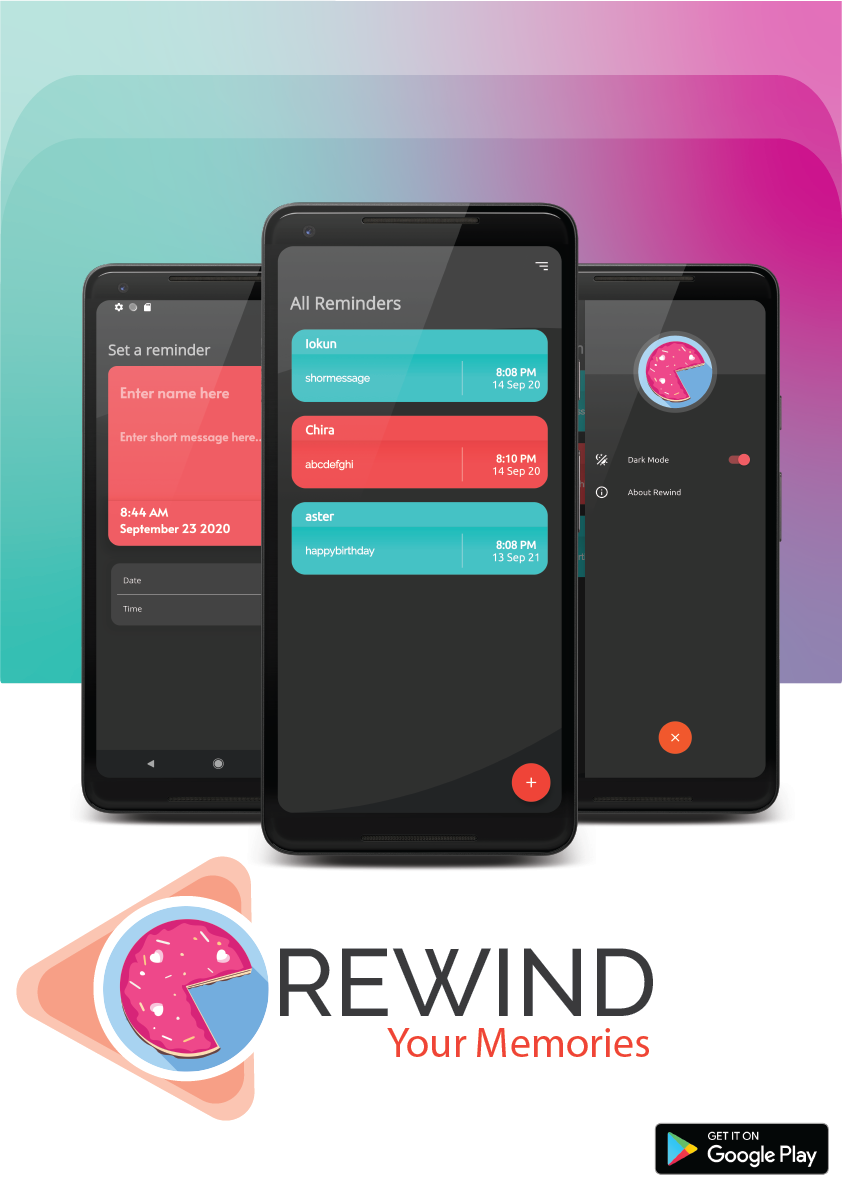 All Reminders
lokun
shormessage
8:08 PM
14 Sep 20
Chira
abcdefghi
8:10 PM
14 Sep 20
aster
happybirthday
8:08 PM
13 Sep 21
+
Set a reminder
Enter name here
Enter short message here..
8:44 AM
September 23 2020
Date
Time
Dark Mode
About Rewind
REWIND
Your Memories
GET IT ON
Google Play